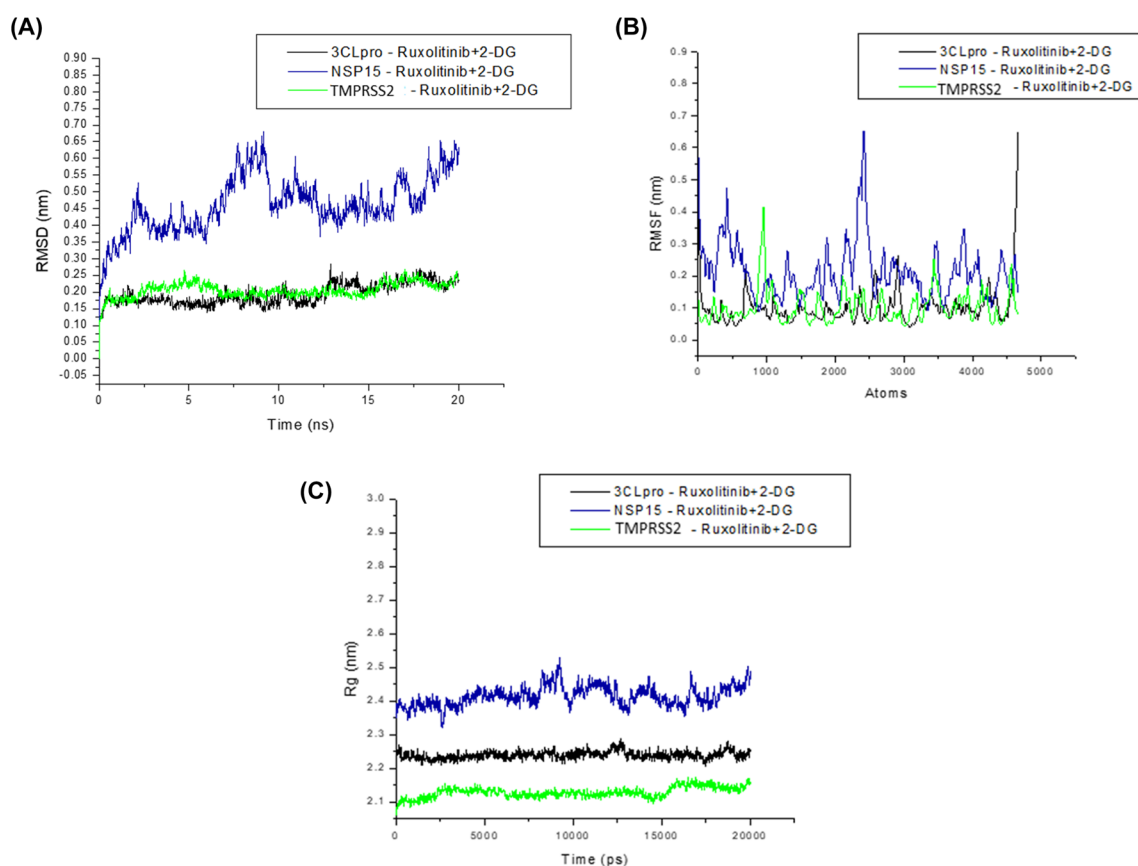 (A)
3CLpro - Ruxolitinib+2-DG
NSP15 - Ruxolitinib+2-DG
TMPRSS2 - Ruxolitinib+2-DG
RMSD (nm)
0.90
0.85
0.80
0.75
0.70
0.65
0.60
0.55
0.50
0.45
0.40
0.35
0.30
0.25
0.20
0.15
0.10
0.05
0.00
-0.05
0 5 10 15 20
Time (ns)
(B)
3CLpro - Ruxolitinib+2-DG
NSP15 - Ruxolitinib+2-DG
TMPRSS2 - Ruxolitinib+2-DG
RMSF (nm)
0.9
0.8
0.7
0.6
0.5
0.4
0.3
0.2
0.1
0.0
0 1000 2000 3000 4000 5000
Atoms
(C)
3CLpro - Ruxolitinib+2-DG
NSP15 - Ruxolitinib+2-DG
TMPRSS2 - Ruxolitinib+2-DG
Rg (nm)
3.0
2.9
2.8
2.7
2.6
2.5
2.4
2.3
2.2
2.1
0 5000 10000 15000 20000
Time (ps)